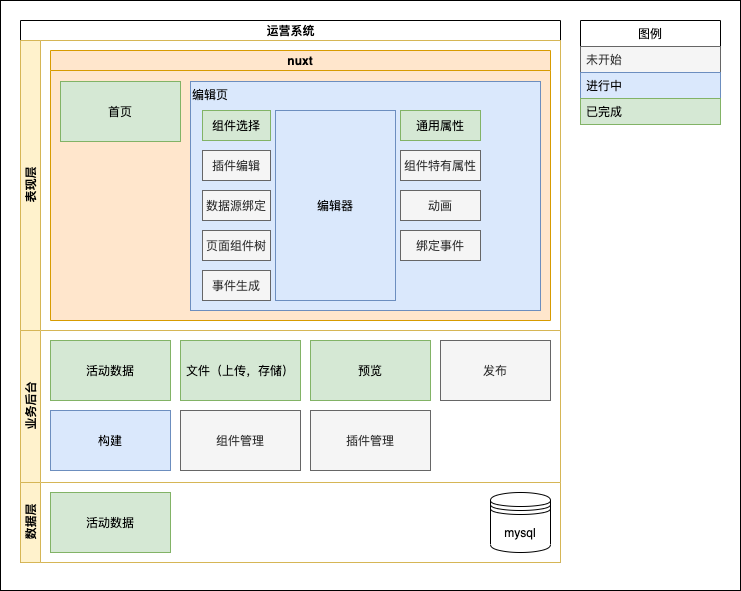 运营系统
图例
未开始
进行中
已完成
表现层
nuxt
首页
编辑页
组件选择
插件编辑
数据源绑定
页面组件树
事件生成
编辑器
通用属性
组件特有属性
动画
绑定事件
业务后台
活动数据
文件（上传，存储）
预览
发布
构建
组件管理
插件管理
数据层
活动数据
mysql